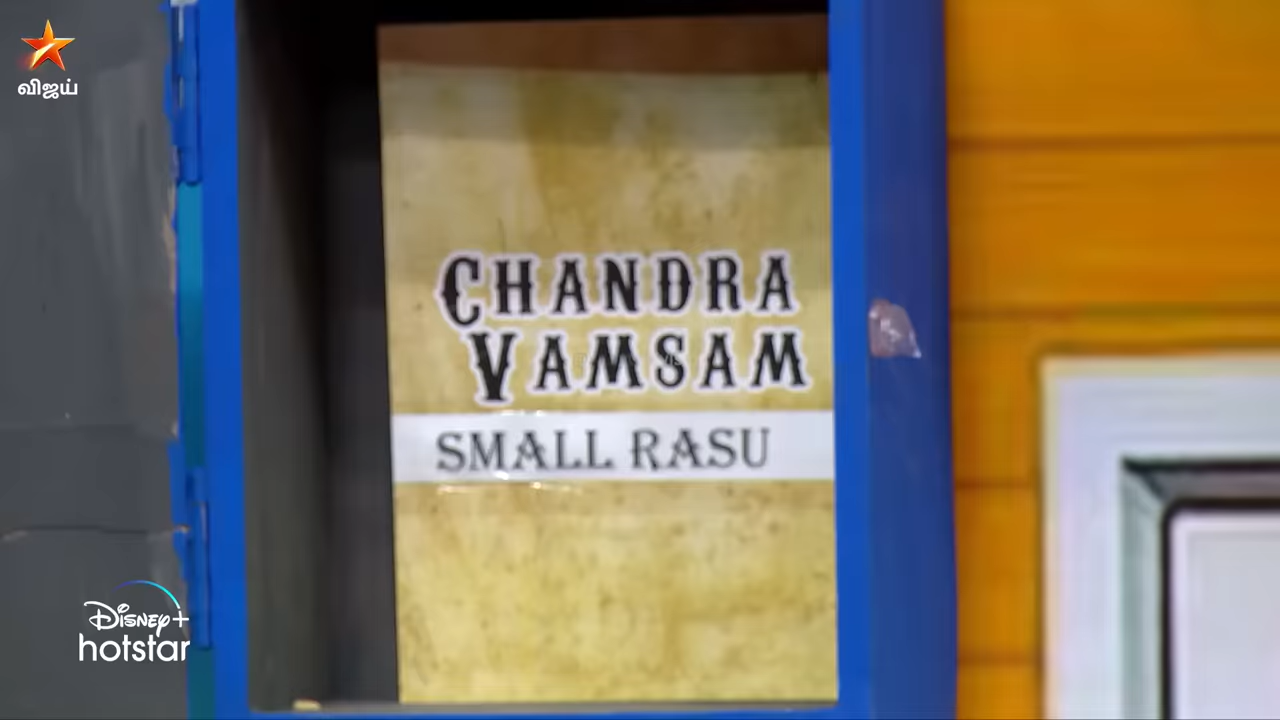 விஜய்
CHANDRA
VAMSAM
SMALL RASU
DISNEY+
hotstar